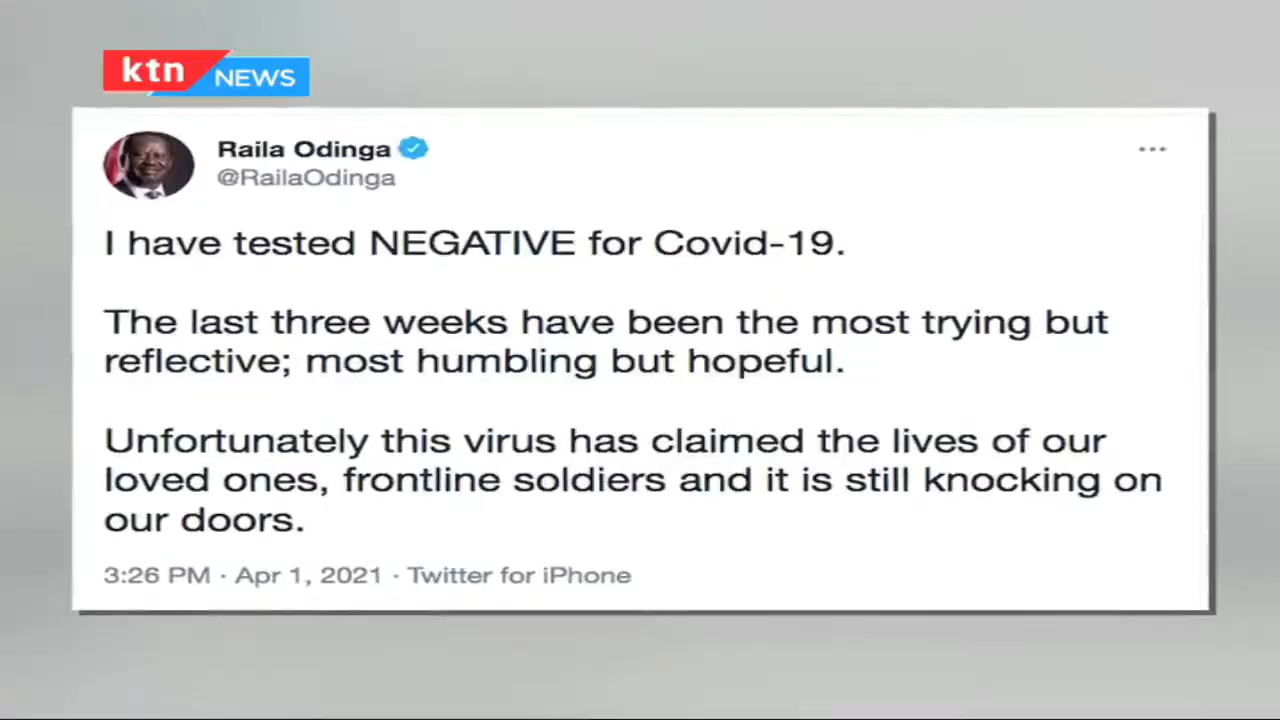 ktn
NEWS
Raila Odinga
@RailaOdinga
I have tested NEGATIVE for Covid-19.
The last three weeks have been the most trying but
reflective; most humbling but hopeful.
Unfortunately this virus has claimed the lives of our
loved ones, frontline soldiers and it is still knocking on
our doors.
3:26 PM · Apr 1, 2021 · Twitter for iPhone